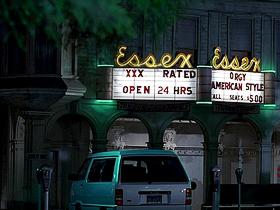 Essex
XXX RATED
OPEN 24 HRS
Essex
ORGY
AMERICAN STYLE
ALL SEATS $5.00